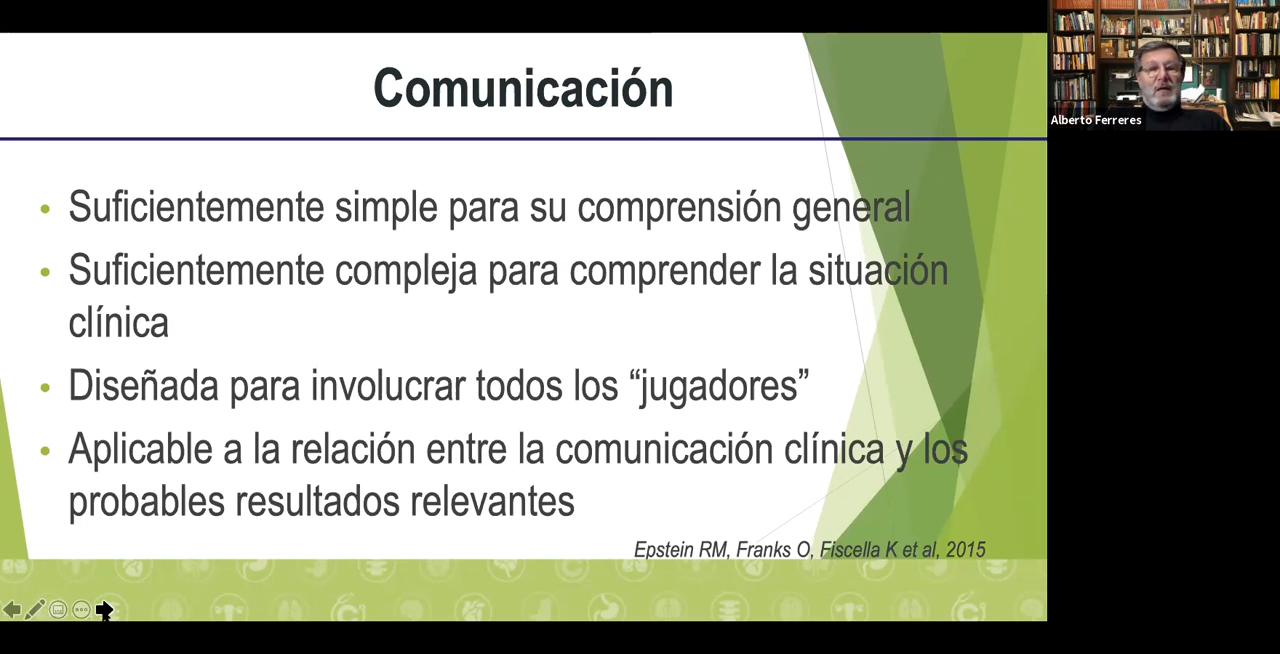 Comunicación
Alberto Ferreres
• Suficientemente simple para su comprensión general
• Suficientemente compleja para comprender la situación
clínica
• Diseñada para involucrar todos los “jugadores”
• Aplicable a la relación entre la comunicación clínica y los
probables resultados relevantes
Epstein RM, Franks O, Fiscella K et al, 2015